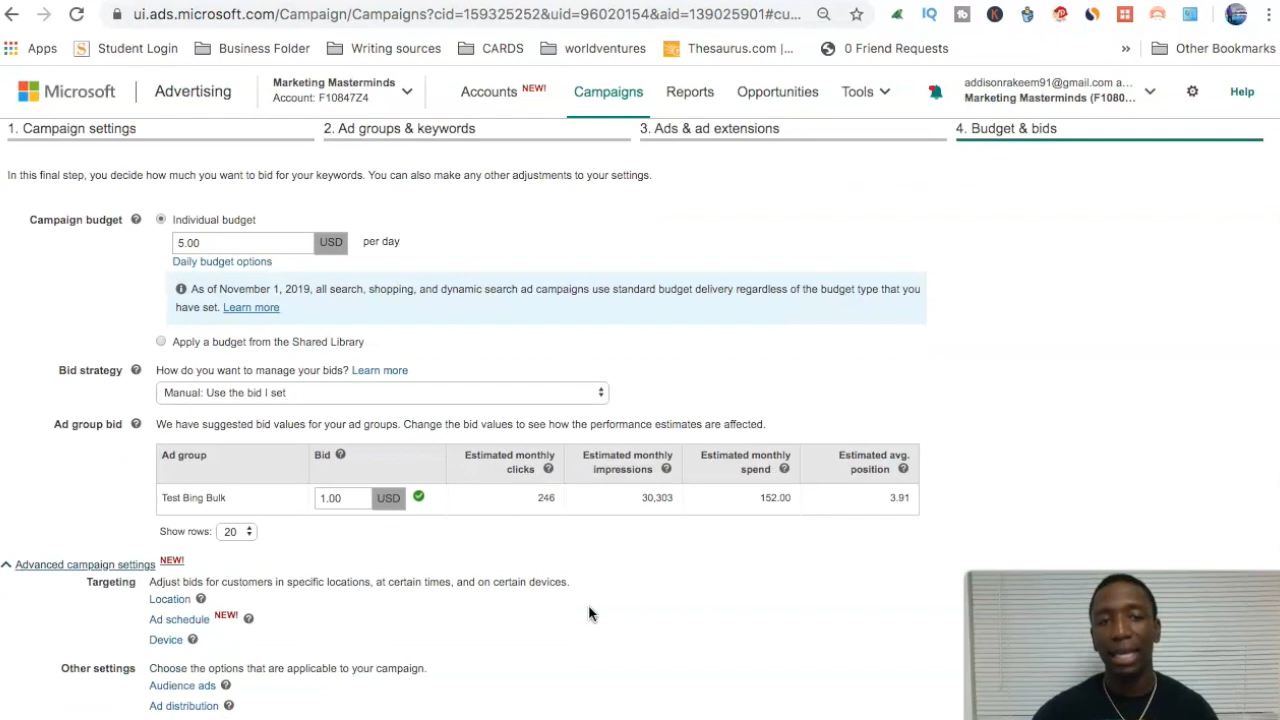 ui.ads.microsoft.com/Campaign/Campaigns?cid=159325252&uid=96020154&aid=139025901#cu...
Apps Student Login Business Folder Writing sources CARDS worldventures Thesaurus.com |... 0 Friend Requests » Other Bookmarks
Microsoft Advertising
Marketing Masterminds
Account: F10847Z4
Accounts NEW! Campaigns Reports Opportunities Tools
addisonrakeem91@gmail.com a...
Marketing Masterminds (F1080...
Help
1. Campaign settings 2. Ad groups & keywords 3. Ads & ad extensions 4. Budget & bids
In this final step, you decide how much you want to bid for your keywords. You can also make any other adjustments to your settings.
Campaign budget ? Individual budget
5.00 USD per day
Daily budget options
As of November 1, 2019, all search, shopping, and dynamic search ad campaigns use standard budget delivery regardless of the budget type that you
have set. Learn more
Apply a budget from the Shared Library
Bid strategy ? How do you want to manage your bids? Learn more
Manual: Use the bid I set
Ad group bid ? We have suggested bid values for your ad groups. Change the bid values to see how the performance estimates are affected.
Ad group Bid ? Estimated monthly clicks ? Estimated monthly impressions ? Estimated monthly spend ? Estimated avg. position ?
Test Bing Bulk 1.00 USD 246 30,303 152.00 3.91
Show rows: 20
Advanced campaign settings NEW!
Targeting Adjust bids for customers in specific locations, at certain times, and on certain devices.
Location ?
Ad schedule NEW! ?
Device ?
Other settings Choose the options that are applicable to your campaign.
Audience ads ?
Ad distribution ?